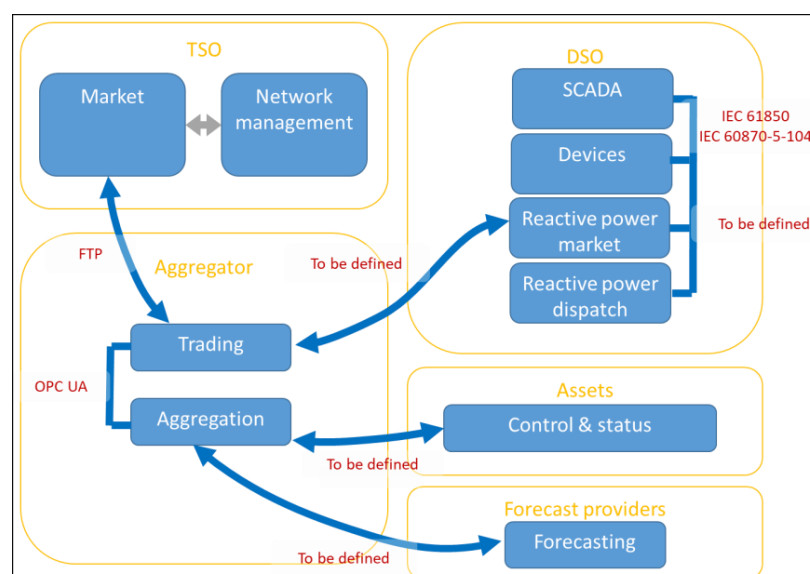 TSO
Market
Network
management
DSO
SCADA
Devices
Reactive power
market
Reactive power
dispatch
IEC 61850
IEC 60870-5-104
To be defined
FTP
Aggregator
To be defined
Trading
OPC UA
Aggregation
Assets
Control & status
To be defined
Forecast providers
Forecasting
To be defined